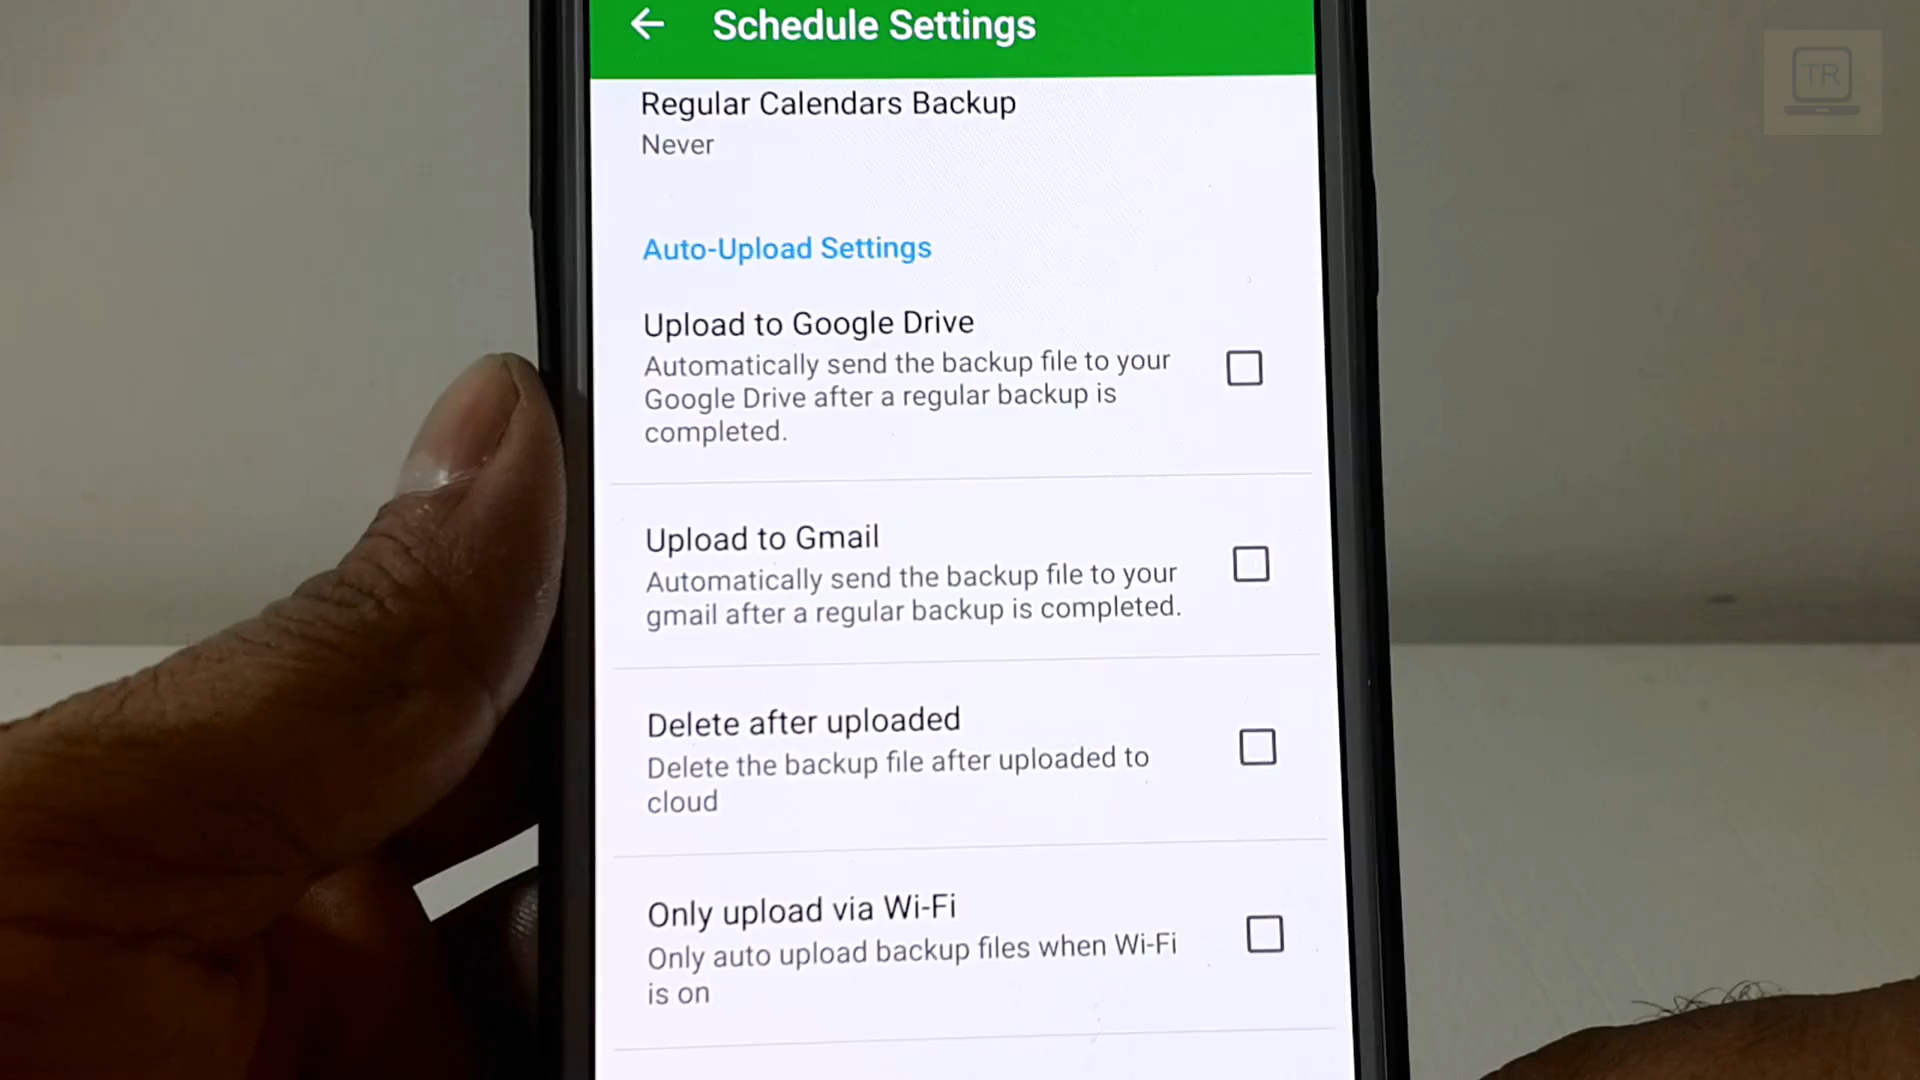 Schedule Settings
TR
Regular Calendars Backup
Never
Auto-Upload Settings
Upload to Google Drive
Automatically send the backup file to your
Google Drive after a regular backup is
completed.
Upload to Gmail
Automatically send the backup file to your
gmail after a regular backup is completed.
Delete after uploaded
Delete the backup file after uploaded to
cloud
Only upload via Wi-Fi
Only auto upload backup files when Wi-Fi
is on